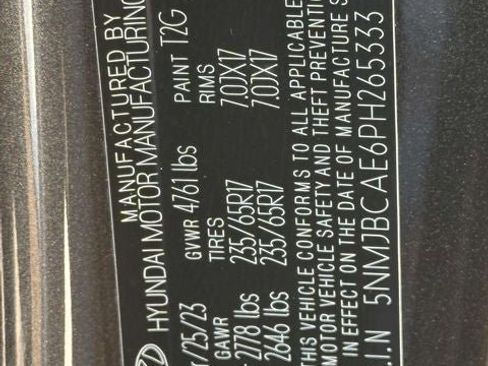 MANUFACTURED BY
HYUNDAI MOTOR MANUFACTURING
/25/23 GVWR 4761 lbs PAINT T2G
GAWR TIRES RIMS
2778 lbs 235/65R17 7.0JX17
2646 lbs 235/65R17 7.0JX17
THIS VEHICLE CONFORMS TO ALL APPLICABLE
MOTOR VEHICLE SAFETY AND THEFT PREVENTI
IN EFFECT ON THE DATE OF MANUFACTURE S
.I.N 5NMJBCAE6PH265333